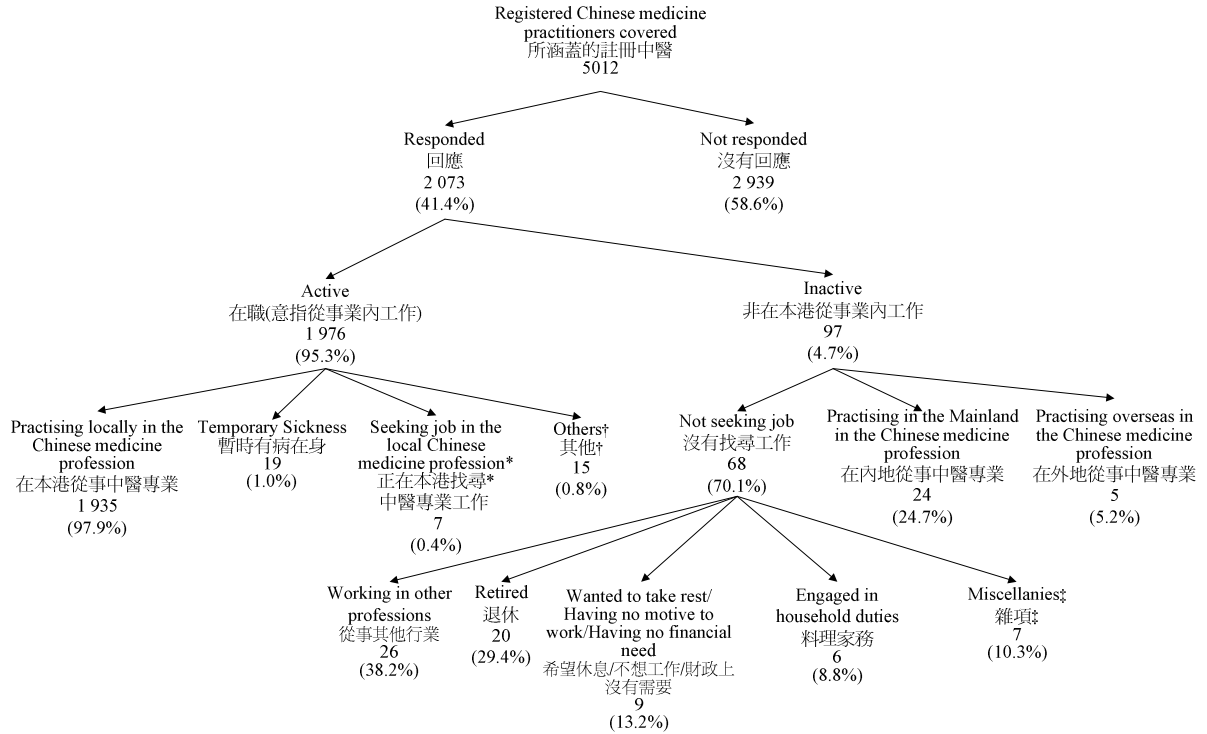 Registered Chinese medicine
practitioners covered
所涵蓋的註冊中醫
5012
Responded
回應
2 073
(41.4%)
Not responded
沒有回應
2 939
(58.6%)
Active
在職(意指從事業內工作)
1 976
(95.3%)
Inactive
非在本港從事業內工作
97
(4.7%)
Practising locally in the
Chinese medicine
profession
在本港從事中醫專業
1 935
(97.9%)
Temporary Sickness
暫時有病在身
19
(1.0%)
Seeking job in the
local Chinese
medicine profession*
正在本港找尋*
中醫專業工作
7
(0.4%)
Others†
其他†
15
(0.8%)
Not seeking job
沒有找尋工作
68
(70.1%)
Practising in the Mainland
in the Chinese medicine
profession
在內地從事中醫專業
24
(24.7%)
Practising overseas in
the Chinese medicine
profession
在外地從事中醫專業
5
(5.2%)
Working in other
professions
從事其他行業
26
(38.2%)
Retired
退休
20
(29.4%)
Wanted to take rest/
Having no motive to
work/Having no financial
need
希望休息/不想工作/財政上
沒有需要
9
(13.2%)
Engaged in
household duties
料理家務
6
(8.8%)
Miscellanies‡
雜項‡
7
(10.3%)